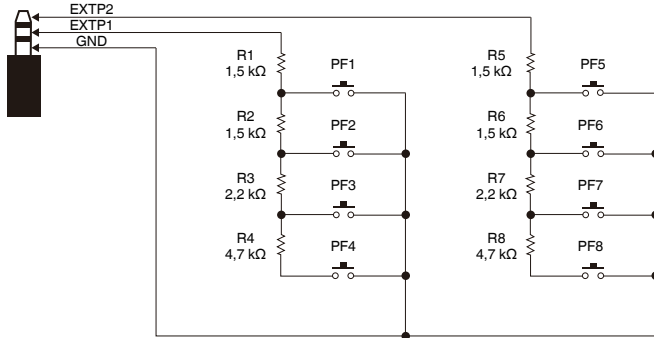 EXTP2
EXTP1
GND
R1
1,5 kΩ
PF1
R5
1,5 kΩ
PF5
R2
1,5 kΩ
PF2
R6
1,5 kΩ
PF6
R3
2,2 kΩ
PF3
R7
2,2 kΩ
PF7
R4
4,7 kΩ
PF4
R8
4,7 kΩ
PF8